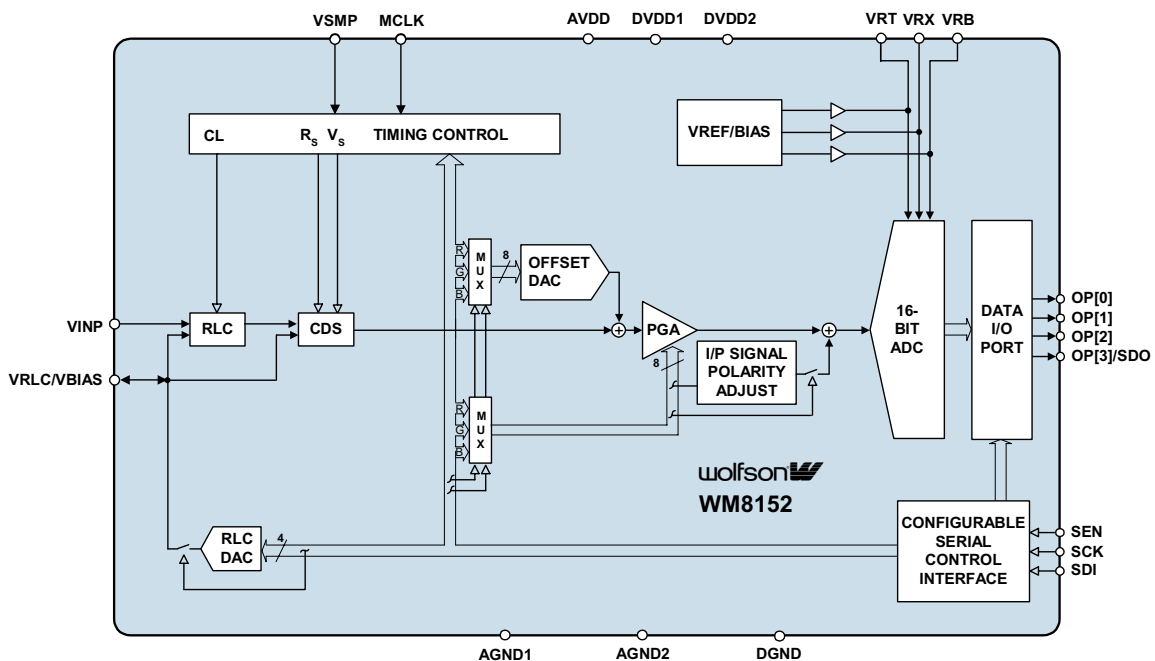 VSMP MCLK AVDD DVDD1 DVDD2 VRT VRX VRB
CL RS VS TIMING CONTROL
VREF/BIAS
R
G
B
MUX
8
OFFSET
DAC
VINP
RLC
CDS
PGA
8
I/P SIGNAL
POLARITY
ADJUST
16-
BIT
ADC
DATA
I/O
PORT
OP[0]
OP[1]
OP[2]
OP[3]/SDO
VRLC/VBIAS
R
G
B
MUX
wolfson
WM8152
RLC
DAC
4
CONFIGURABLE
SERIAL
CONTROL
INTERFACE
SEN
SCK
SDI
AGND1 AGND2 DGND